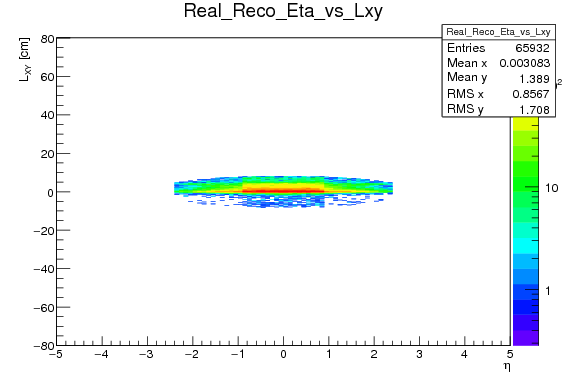 Real_Reco_Eta_vs_Lxy
Real_Reco_Eta_vs_Lxy
Entries 65932
Mean x 0.003083
Mean y 1.389
RMS x 0.8567
RMS y 1.708
L_XY [cm]
80
60
40
20
0
−20
−40
−60
−80
−5 −4 −3 −2 −1 0 1 2 3 4 5
η
10
1